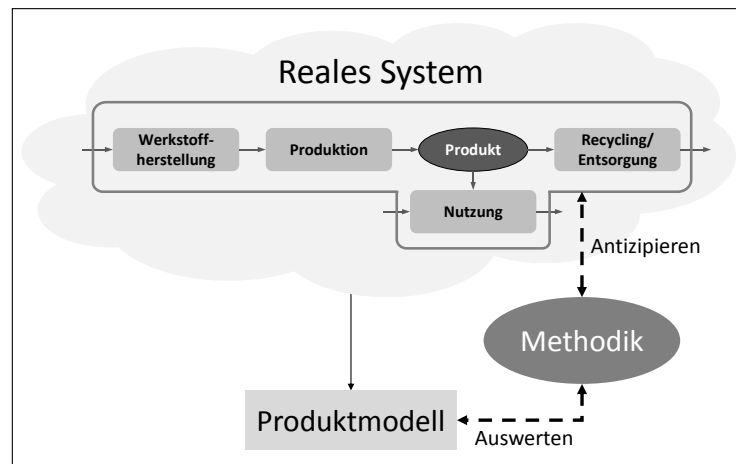 Reales System
Werkstoff-
herstellung
Produktion
Produkt
Recycling/
Entsorgung
Nutzung
Antizipieren
Methodik
Produktmodell
Auswerten